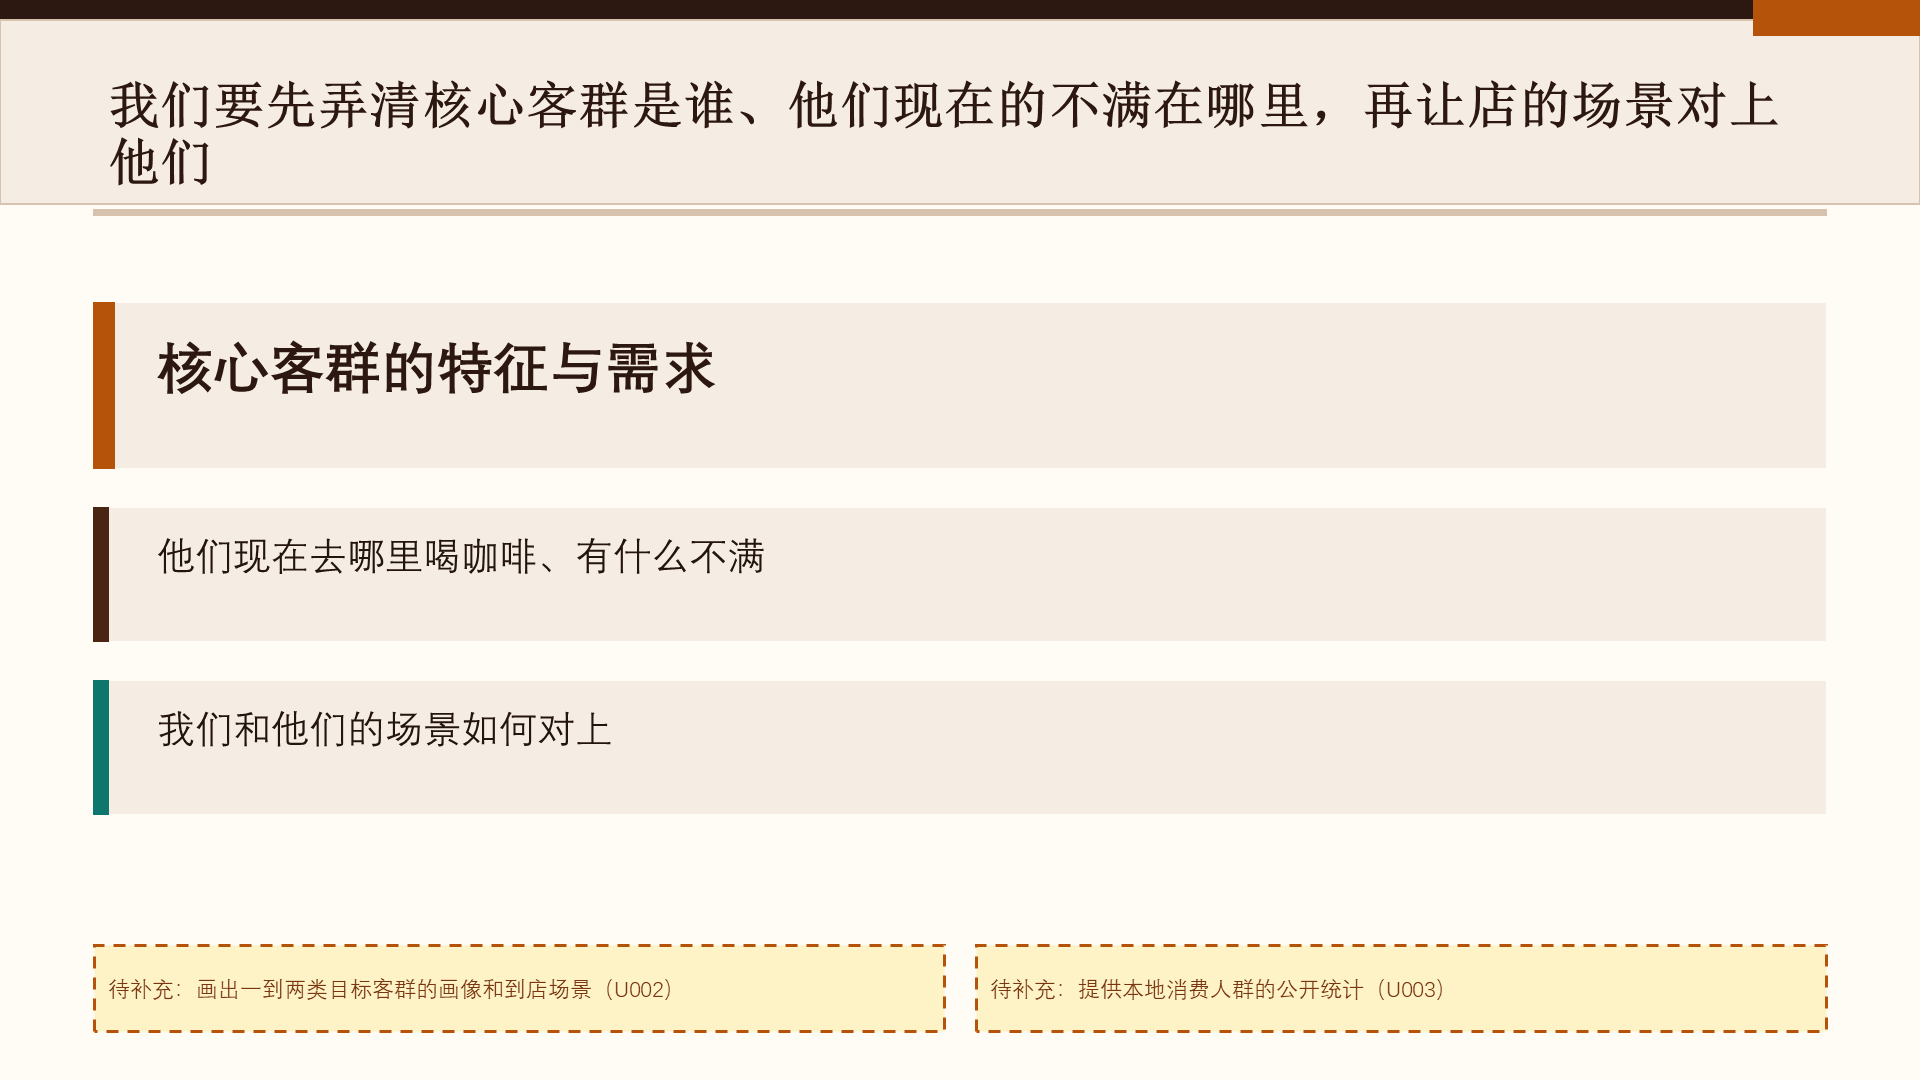 我们要先弄清核心客群是谁、他们现在的不满在哪里，再让店的场景对上
他们
核心客群的特征与需求
他们现在去哪里喝咖啡、有什么不满
我们和他们的场景如何对上
待补充：画出一到两类目标客群的画像和到店场景（U002）
待补充：提供本地消费人群的公开统计（U003）